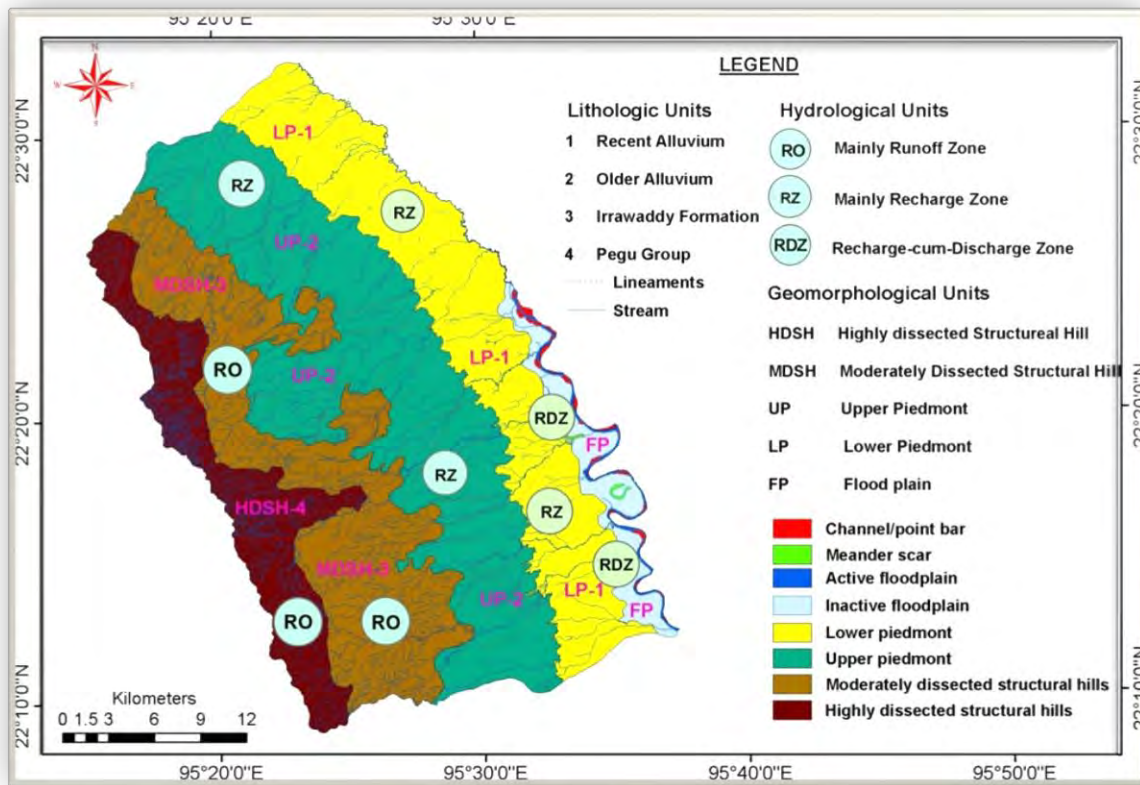 95°20'0"E 95°30'0"E
LEGEND
Lithologic Units
1 Recent Alluvium
2 Older Alluvium
3 Irrawaddy Formation
4 Pegu Group
Lineaments
Stream
Hydrological Units
RO Mainly Runoff Zone
RZ Mainly Recharge Zone
RDZ Recharge-cum-Discharge Zone
Geomorphological Units
HDSH Highly dissected Structureal Hill
MDSH Moderately Dissected Structural Hill
UP Upper Piedmont
LP Lower Piedmont
FP Flood plain
Channel/point bar
Meander scar
Active floodplain
Inactive floodplain
Lower piedmont
Upper piedmont
Moderately dissected structural hills
Highly dissected structural hills
N
W E
S
22°30'0"N
22°20'0"N
22°10'0"N
LP-1
RZ
RZ
UP-2
MDSH-3
LP-1
RO
UP-2
RDZ
FP
RZ
HDSH-4
RZ
MDSH-3
RDZ
LP-1
UP-2
FP
RO
RO
Kilometers
0 1.5 3 6 9 12
95°20'0"E 95°30'0"E 95°40'0"E 95°50'0"E